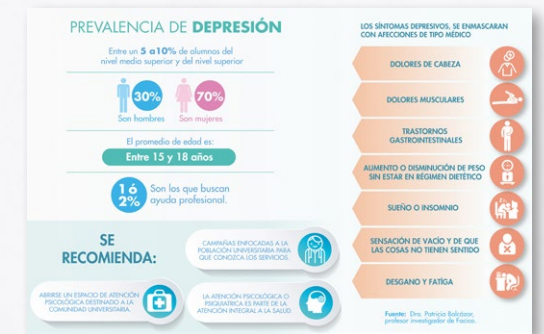 PREVALENCIA DE DEPRESIÓN
Entre un 5 a10% de alumnos del
nivel medio superior y del nivel superior
30%
Son hombres
70%
Son mujeres
El promedio de edad es:
Entre 15 y 18 años
1 ó
2%
Son los que buscan
ayuda profesional.
SE
RECOMIENDA:
CAMPAÑAS ENFOCADAS A LA
POBLACIÓN UNIVERSITARIA PARA
QUE CONOZCA LOS SERVICIOS.
ABRIRSE UN ESPACIO DE ATENCIÓN
PSICOLÓGICA DESTINADO A LA
COMUNIDAD UNIVERSITARIA.
LA ATENCIÓN PSICOLÓGICA O
PSIQUIATRICA ES PARTE DE LA
ATENCIÓN INTEGRAL A LA SALUD.
LOS SÍNTOMAS DEPRESIVOS, SE ENMASCARAN
CON AFECCIONES DE TIPO MÉDICO
DOLORES DE CABEZA
DOLORES MUSCULARES
TRASTORNOS
GASTROINTESTINALES
AUMENTO O DISMINUCIÓN DE PESO
SIN ESTAR EN RÉGIMEN DIETÉTICO
SUEÑO O INSOMNIO
SENSACIÓN DE VACÍO Y DE QUE
LAS COSAS NO TIENEN SENTIDO
DESGANO Y FATÍGA
Fuente: Dra. Patricia Balcázar,
profesor investigador de Facico.